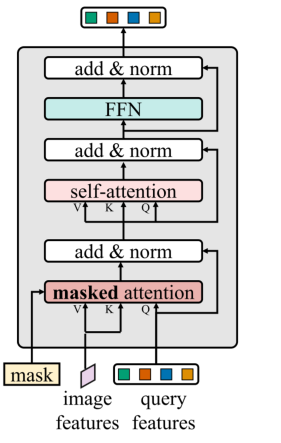 add & norm
FFN
add & norm
self-attention
V K Q
add & norm
masked attention
V K Q
mask
image features
query features